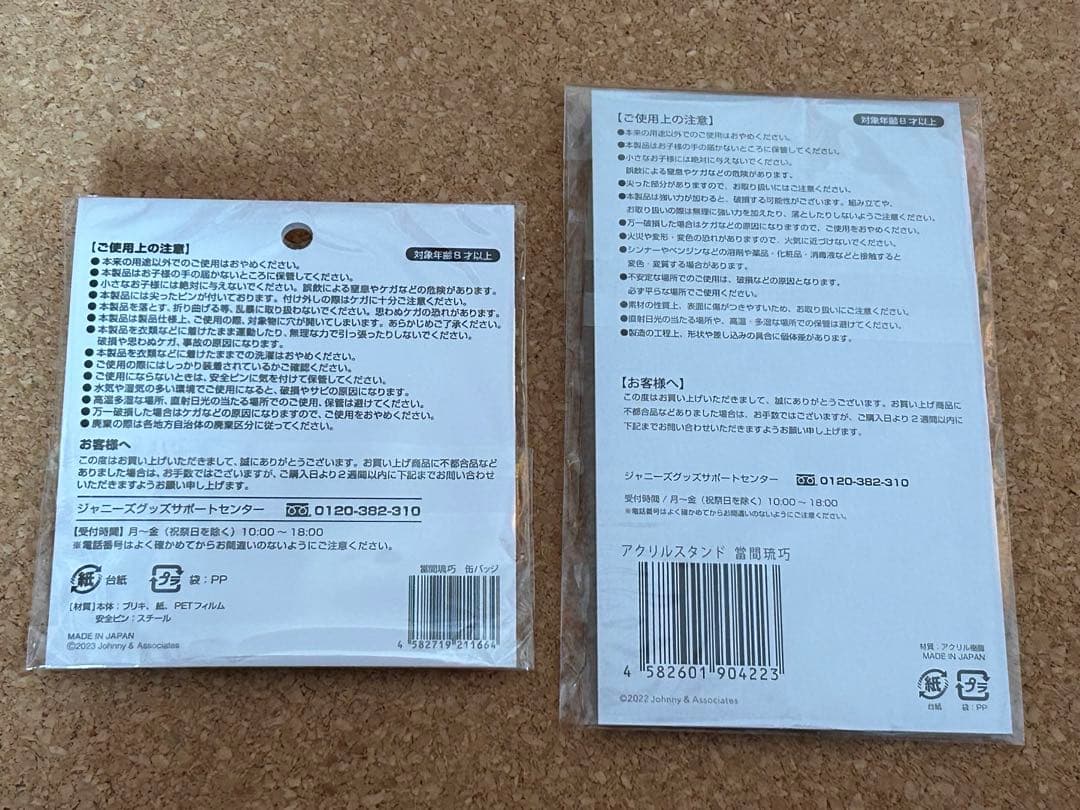 【ご使用上の注意】
対象年齢8才以上
●本来の用途以外でのご使用はおやめください。
●本製品はお子様の手の届かないところに保管してください。
●小さなお子様には絶対に与えないでください。誤飲による窒息やケガなどの危険があります。
●本製品には尖ったピンが付いております。付け外しの際はケガに十分ご注意ください。
●本製品を落とす、折り曲げる等、乱暴に取り扱わないでください。思わぬケガの恐れがあります。
●本製品は製品仕様上、ご使用の際、対象物に穴が開いてしまいます。あらかじめご了承ください。
●本製品を衣類などに着けたまま運動したり、無理な力で引っ張ったりしないでください。
破損や思わぬケガ、事故の原因になります。
●本製品を衣類などに着けたままでの洗濯はおやめください。
●ご使用の際にはしっかり装着されているかご確認ください。
●ご使用にならないときは、安全ピンに気を付けて保管してください。
●水気や湿気の多い環境でご使用になると、破損やサビの原因になります。
●高温多湿な場所、直射日光の当たる場所でのご使用、保管は避けてください。
●万一破損した場合はケガなどの原因になりますので、ご使用をおやめください。
●廃棄の際は各地方自治体の廃棄区分に従ってください。
お客様へ
この度はお買い上げいただきまして、誠にありがとうございます。お買い上げ商品に不都合品など
ありました場合は、お手数ではございますが、ご購入日より2週間以内に下記までお問い合わせ
いただきますようお願い申し上げます。
ジャニーズグッズサポートセンター 0120-382-310
【受付時間】月〜金（祝祭日を除く）10:00〜18:00
※電話番号はよく確かめてからお間違いのないようにご注意ください。
紙 台紙 プラ 袋：PP
當間琉巧 缶バッジ
【材質】本体：ブリキ、紙、PETフィルム
安全ピン：スチール
MADE IN JAPAN
©2023 Johnny & Associates
4 582719 211664
【ご使用上の注意】
対象年齢8才以上
●本来の用途以外でのご使用はおやめください。
●本製品はお子様の手の届かないところに保管してください。
●小さなお子様には絶対に与えないでください。
誤飲による窒息やケガなどの危険があります。
●尖った部分がありますので、お取り扱いにはご注意ください。
●本製品は強い力が加わると、破損する可能性がございます。組み立てや、
お取り扱いの際は無理に強い力を加えたり、落としたりしないようご注意ください。
●万一破損した場合はケガなどの原因になりますので、ご使用をおやめください。
●火災や変形・変色の恐れがありますので、火気に近づけないでください。
●シンナーやベンジンなどの溶剤や薬品・化粧品・消毒液などと接触すると
変色・変質する場合があります。
●不安定な場所でのご使用は、破損などの原因となります。
必ず平らな場所でご使用ください。
●素材の性質上、表面に傷がつきやすいため、お取り扱いにご注意ください。
●直射日光の当たる場所や、高温・多湿な場所での保管は避けてください。
●製造の工程上、形状や差し込みの具合に個体差があります。
【お客様へ】
この度はお買い上げいただきまして、誠にありがとうございます。お買い上げ商品に
不都合品などありました場合は、お手数ではございますが、ご購入日より2週間以内に
下記までお問い合わせいただきますようお願い申し上げます。
ジャニーズグッズサポートセンター 0120-382-310
受付時間 / 月〜金（祝祭日を除く）10:00〜18:00
※電話番号はよく確かめてからお間違いのないようにご注意ください。
アクリルスタンド 當間琉巧
4 582601 904223
材質：アクリル樹脂
MADE IN JAPAN
紙 プラ
台紙 袋：PP
©2022 Johnny & Associates